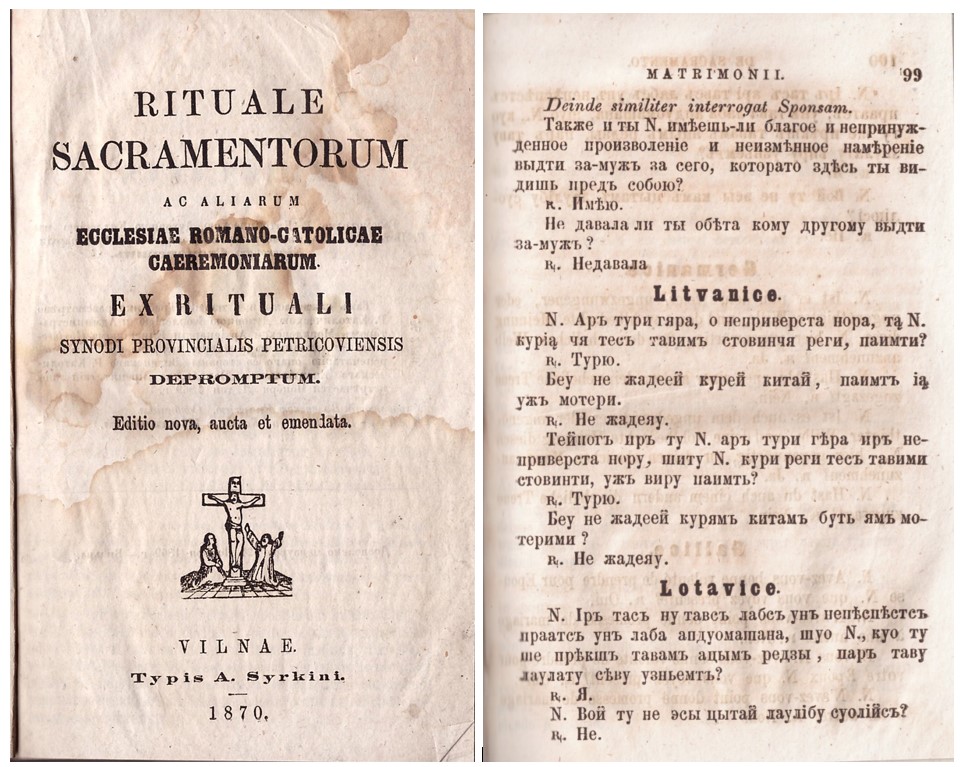 RITUALE
SACRAMENTORUM
AC ALIARUM
ECCLESIAE ROMANO-CATOLICAE
CAEREMONIARUM.
EX RITUALI
SYNODI PROVINCIALIS PETRICOVIENSIS
DEPROMPTUM.
Editio nova, aucta et emendata.
VILNAE.
Typis A. Syrkini.
1870.
MATRIMONII. 99
Deinde similiter interrogat Sponsam.
Также и ты N. имѣешь-ли благое и непринуж-
денное произволеніе и неизмѣнное намѣреніе
выдти за-мужъ за сего, которато здѣсь ты ви-
дишь предъ собою?
℟. Имѣю.
Не давала ли ты обѣта кому другому выдти
за-мужъ?
℟. Недавала
Litvanice.
N. Аръ тури гяра, о неприверста нора, тą N.
курią чя тесъ тавимъ стовинчя реги, паимти?
℟. Турю.
Беу не жадеей курей китай, паимтъ ią
ужъ мотери.
℟. Не жадеяу.
Тейпогъ пръ ту N. аръ тури гѣра иръ не-
приверста нору, шиту N. кури реги тесъ тавими
стовинти, ужъ виру паимть?
℟. Турю.
Беу не жадеей курямъ китамъ буть ямъ мо-
терими?
℟. Не жадеяу.
Lotavice.
N. Іръ тасъ ну тавсъ лабсъ унъ непѣспѣстсъ
праатсъ унъ лаба апдуомашана, шуо N., куо ту
ше прѣкшъ тавамъ ацымъ редзы, паръ таву
лаулату сѣву узньемтъ?
℟. Я.
N. Вой ту не эсы цытай лаулібу суолійсъ?
℟. Не.